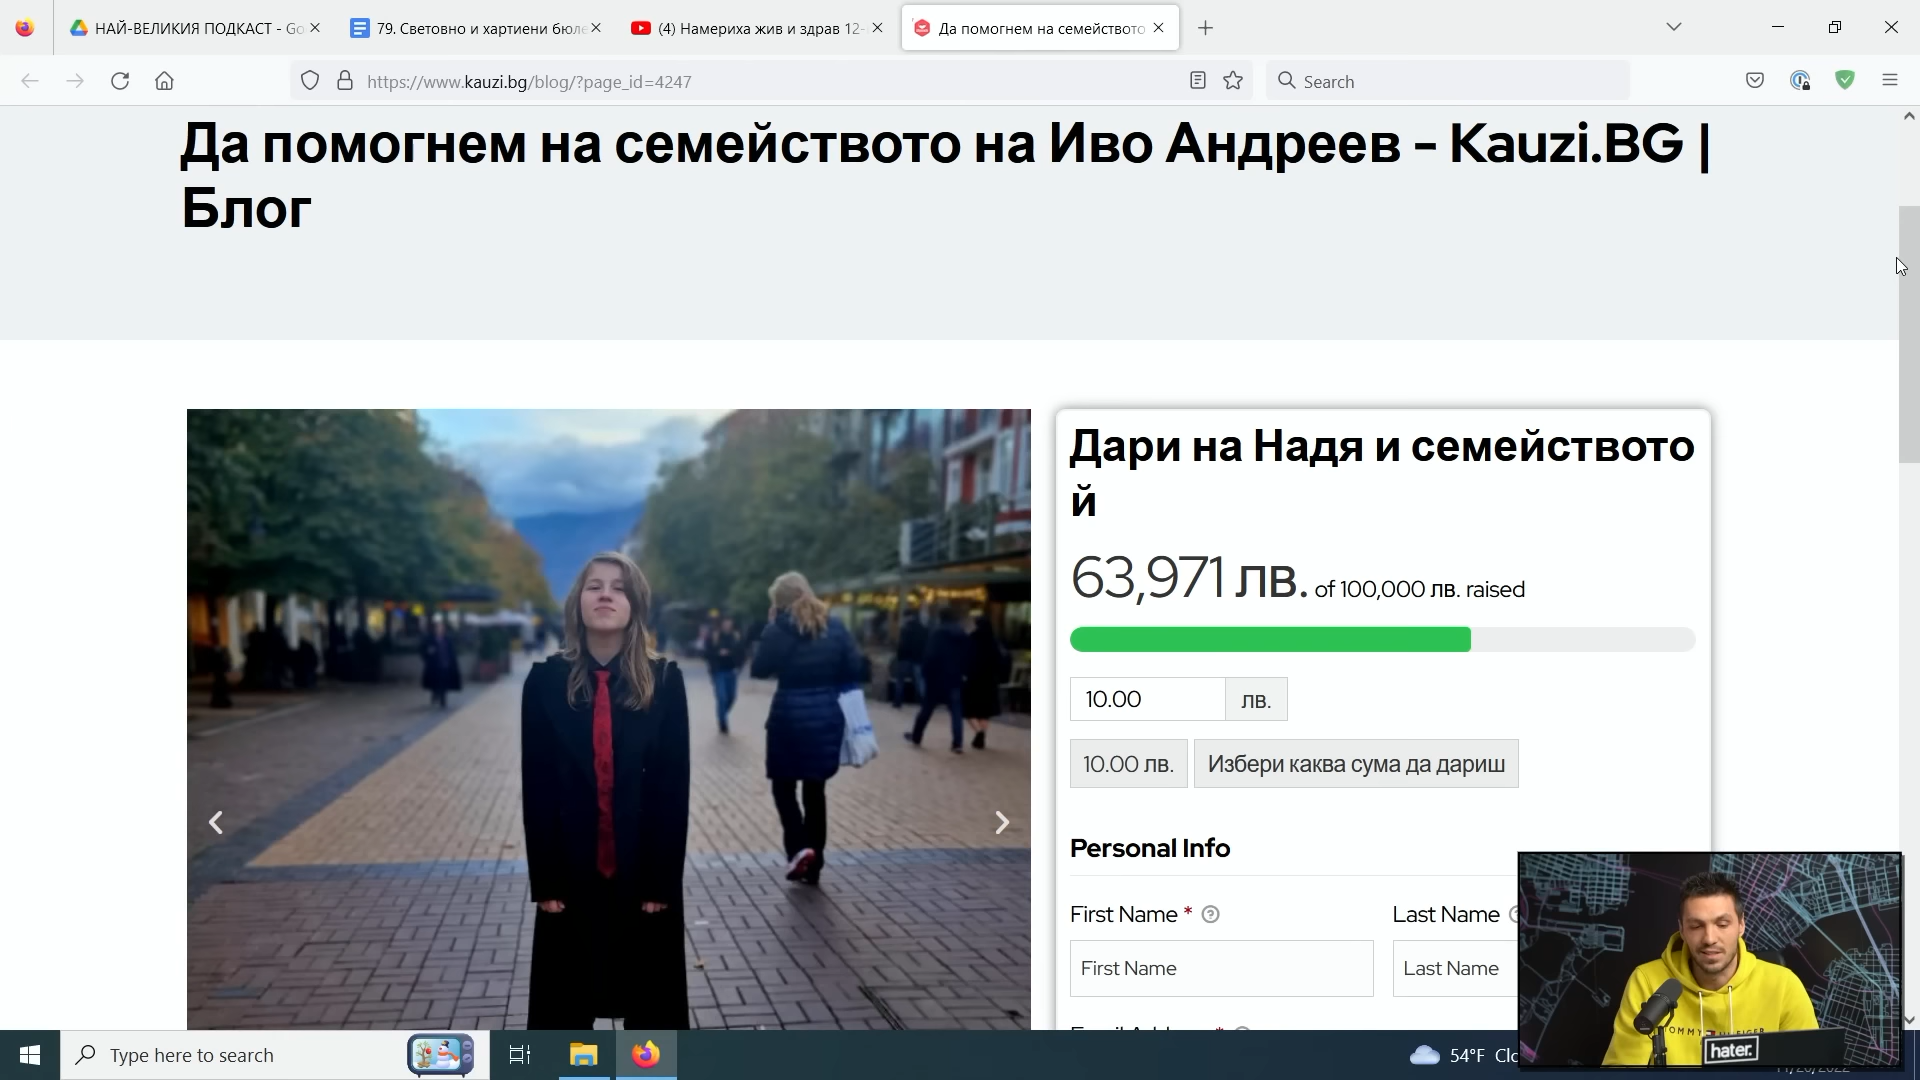 НАЙ-ВЕЛИКИЯ ПОДКАСТ - Go
79. Световно и хартиени бюле
(4) Намериха жив и здрав 12-
Да помогнем на семейството
https://www.kauzi.bg/blog/?page_id=4247
Search
Да помогнем на семейството на Иво Андреев – Kauzi.BG |
Блог
Дари на Надя и семейството
й
63,971 лв. of 100,000 лв. raised
10.00 лв.
10.00 лв. Избери каква сума да дариш
Personal Info
First Name * Last Name
First Name Last Name
hater.
Type here to search
54°F